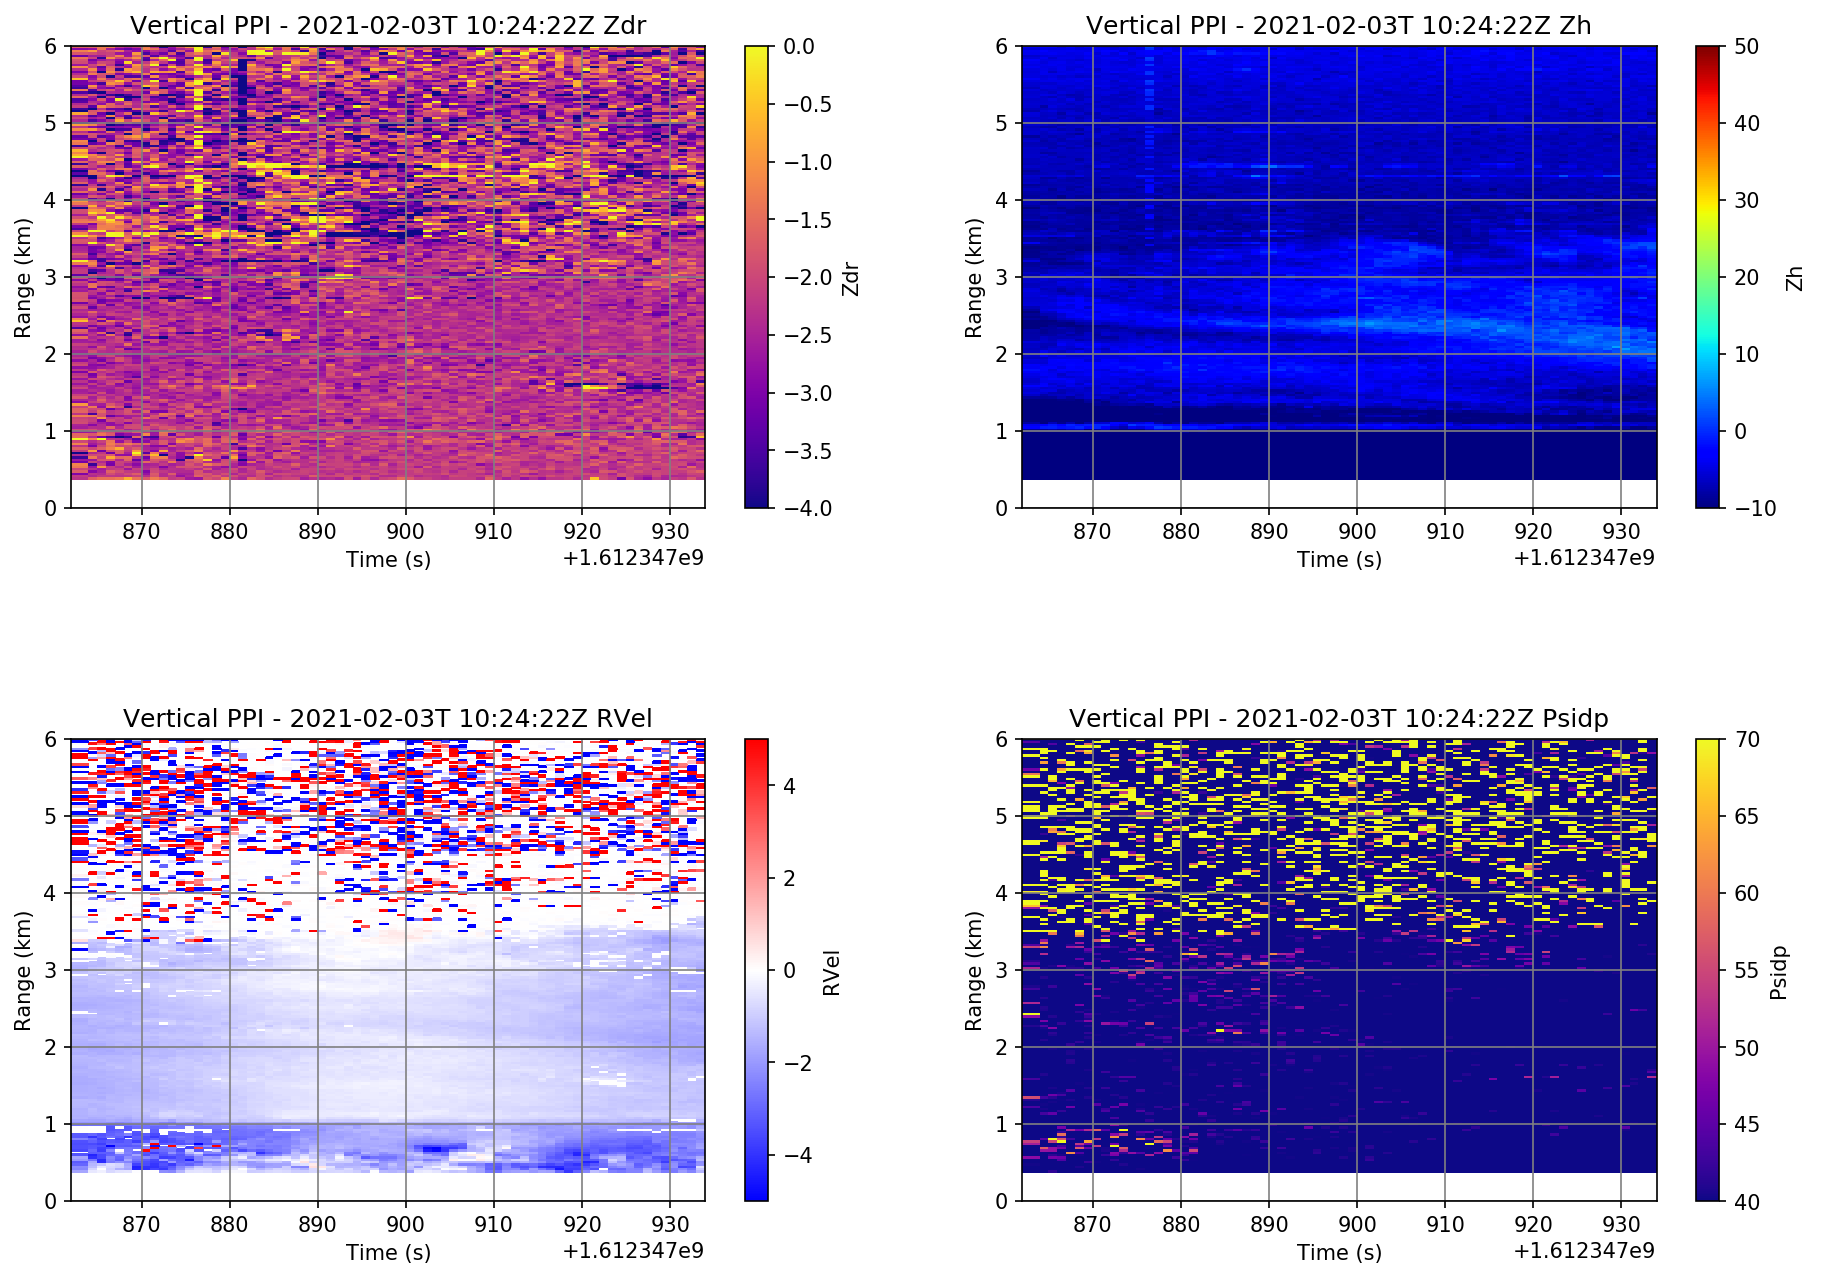 Vertical PPI - 2021-02-03T 10:24:22Z Zdr
6
5
4
3
2
1
0
Range (km)
870 880 890 900 910 920 930
Time (s)
+1.612347e9
0.0
−0.5
−1.0
−1.5
−2.0
−2.5
−3.0
−3.5
−4.0
Zdr
Vertical PPI - 2021-02-03T 10:24:22Z Zh
6
5
4
3
2
1
0
Range (km)
870 880 890 900 910 920 930
Time (s)
+1.612347e9
50
40
30
20
10
0
−10
Zh
Vertical PPI - 2021-02-03T 10:24:22Z RVel
6
5
4
3
2
1
0
Range (km)
870 880 890 900 910 920 930
Time (s)
+1.612347e9
4
2
0
−2
−4
RVel
Vertical PPI - 2021-02-03T 10:24:22Z Psidp
6
5
4
3
2
1
0
Range (km)
870 880 890 900 910 920 930
Time (s)
+1.612347e9
70
65
60
55
50
45
40
Psidp